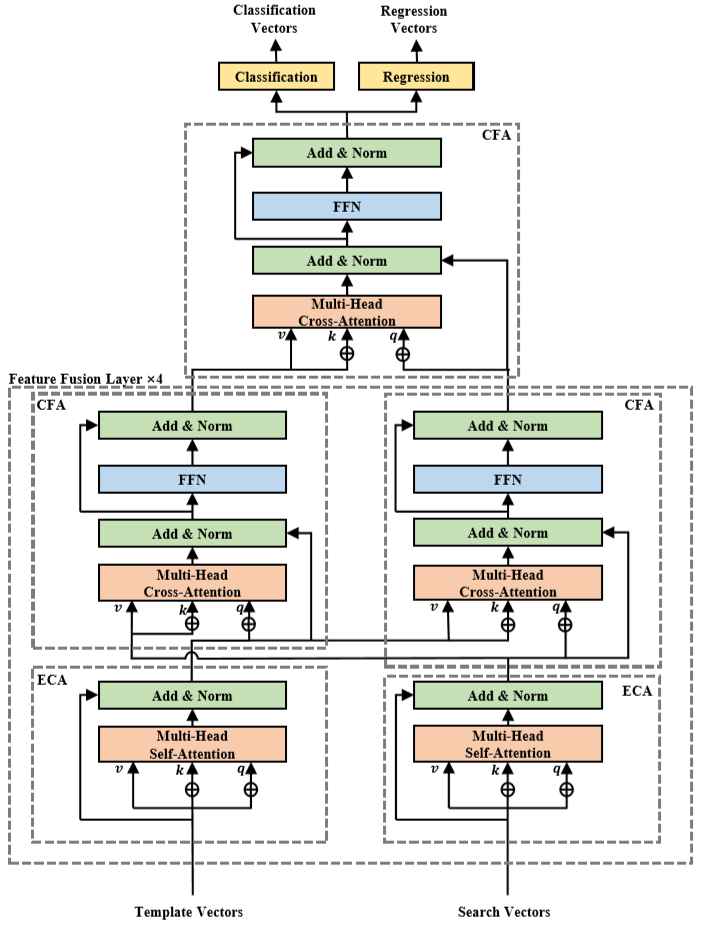 Classification
Vectors
Regression
Vectors
Classification
Regression
CFA
Add & Norm
FFN
Add & Norm
Multi-Head
Cross-Attention
v
k
q
Feature Fusion Layer ×4
CFA
CFA
Add & Norm
Add & Norm
FFN
FFN
Add & Norm
Add & Norm
Multi-Head
Cross-Attention
Multi-Head
Cross-Attention
v
k
q
v
k
q
ECA
ECA
Add & Norm
Add & Norm
Multi-Head
Self-Attention
Multi-Head
Self-Attention
v
k
q
v
k
q
Template Vectors
Search Vectors